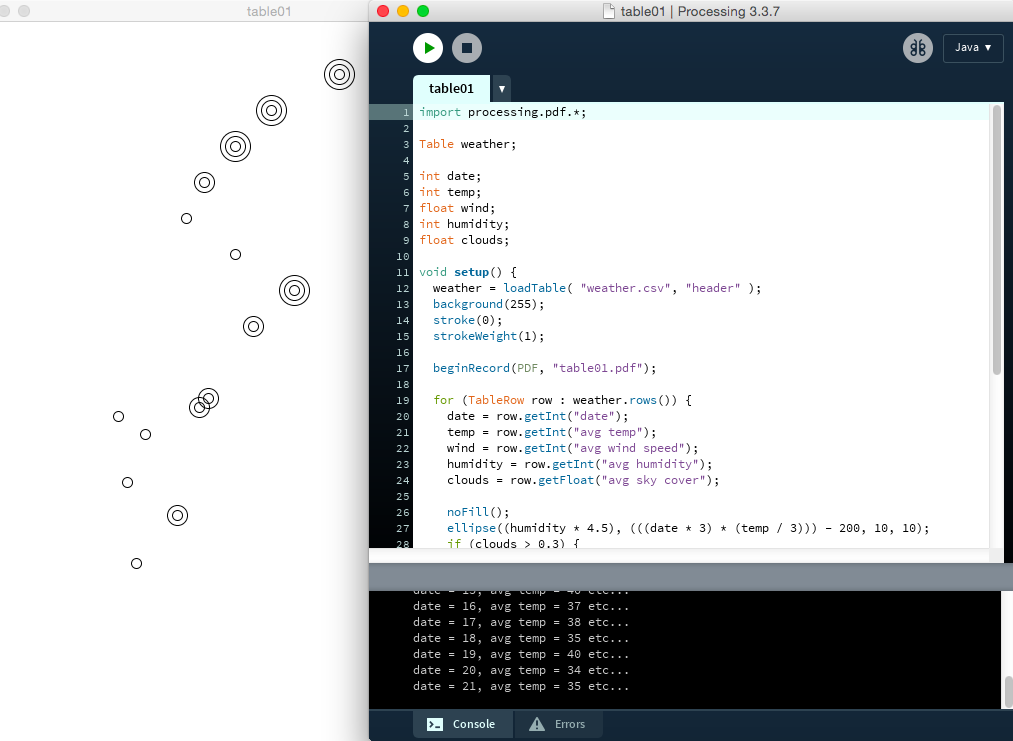 table01
table01 | Processing 3.3.7
Java ▼
table01 ▼
1 import processing.pdf.*;
2
3 Table weather;
4
5 int date;
6 int temp;
7 float wind;
8 int humidity;
9 float clouds;
10
11 void setup() {
12 weather = loadTable( "weather.csv", "header" );
13 background(255);
14 stroke(0);
15 strokeWeight(1);
16
17 beginRecord(PDF, "table01.pdf");
18
19 for (TableRow row : weather.rows()) {
20 date = row.getInt("date");
21 temp = row.getInt("avg temp");
22 wind = row.getInt("avg wind speed");
23 humidity = row.getInt("avg humidity");
24 clouds = row.getFloat("avg sky cover");
25
26 noFill();
27 ellipse((humidity * 4.5), (((date * 3) * (temp / 3))) - 200, 10, 10);
28 if (clouds > 0.3) {
date = 15, avg temp = 40 etc...
date = 16, avg temp = 37 etc...
date = 17, avg temp = 38 etc...
date = 18, avg temp = 35 etc...
date = 19, avg temp = 40 etc...
date = 20, avg temp = 34 etc...
date = 21, avg temp = 35 etc...
Console
Errors